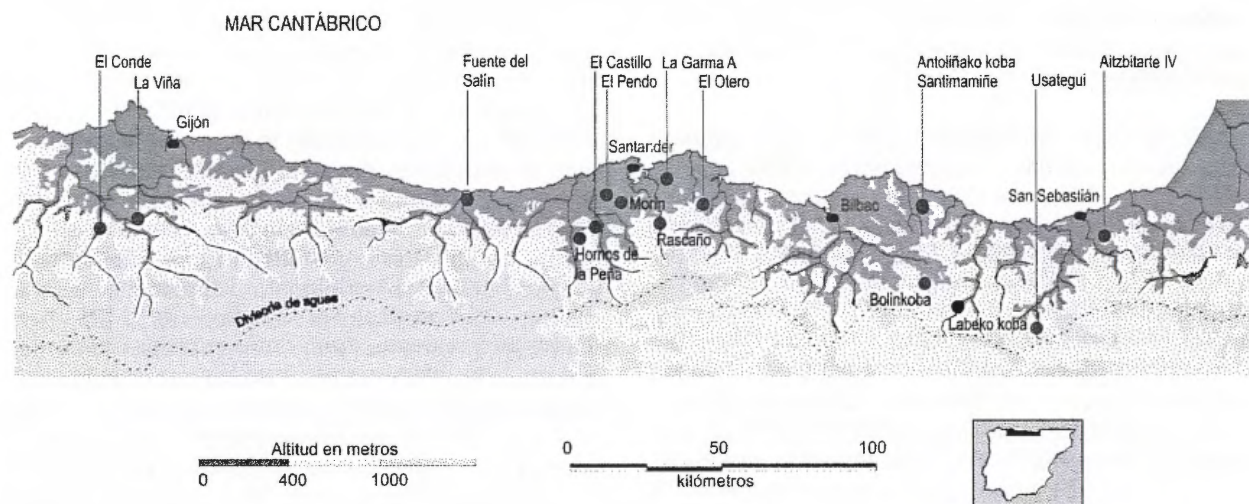 MAR CANTÁBRICO
El Conde
La Viña
Gijón
Fuente del
Salín
El Castillo
El Pendo
La Garma A
El Otero
Santander
Morín
Rascaño
Hornos de
la Peña
Antoliñako koba
Santimamiñe
Usategui
Aitzbitarte IV
San Sebastián
Bilbao
Bolinkoba
Labeko koba
Divisoria de aguas
Altitud en metros
0 400 1000
0 50 100
kilómetros